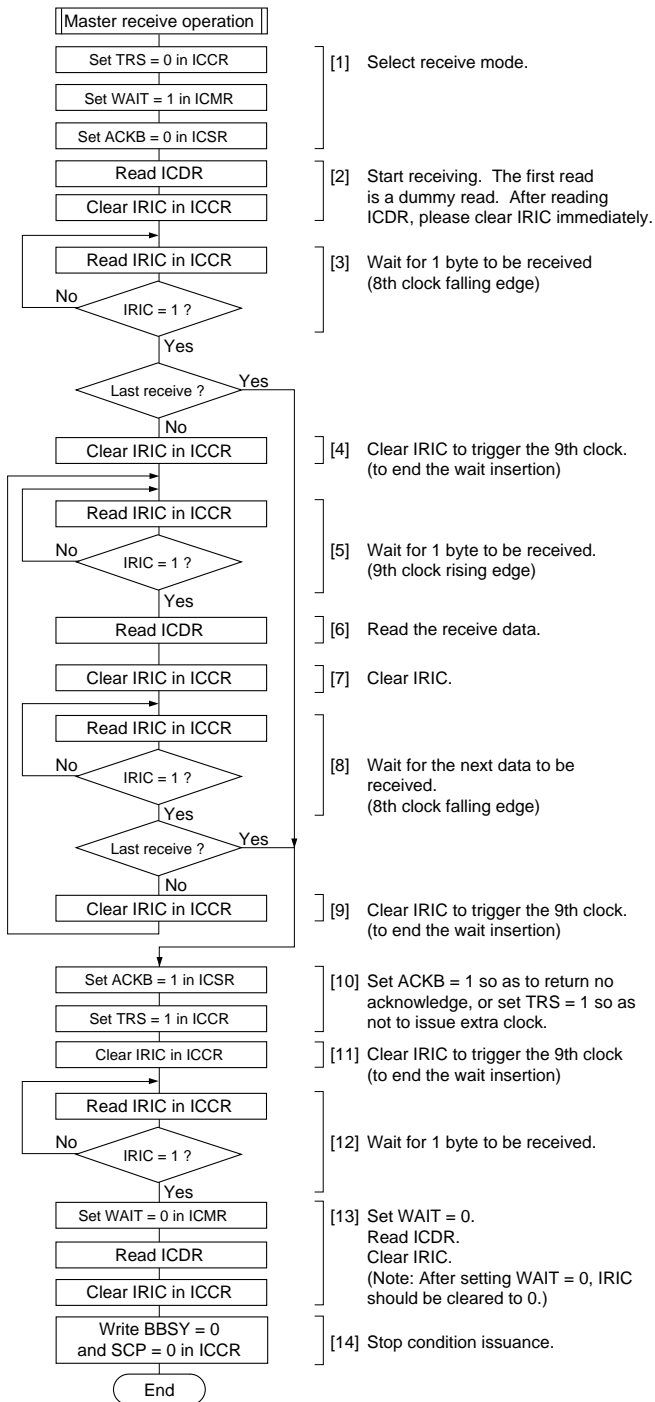 Master receive operation
Set TRS = 0 in ICCR
Set WAIT = 1 in ICMR
Set ACKB = 0 in ICSR
[1] Select receive mode.
Read ICDR
Clear IRIC in ICCR
[2] Start receiving. The first read
is a dummy read. After reading
ICDR, please clear IRIC immediately.
Read IRIC in ICCR
No
IRIC = 1 ?
Yes
[3] Wait for 1 byte to be received
(8th clock falling edge)
Last receive ?
Yes
No
Clear IRIC in ICCR
[4] Clear IRIC to trigger the 9th clock.
(to end the wait insertion)
Read IRIC in ICCR
No
IRIC = 1 ?
Yes
[5] Wait for 1 byte to be received.
(9th clock rising edge)
Read ICDR
[6] Read the receive data.
Clear IRIC in ICCR
[7] Clear IRIC.
Read IRIC in ICCR
No
IRIC = 1 ?
Yes
[8] Wait for the next data to be
received.
(8th clock falling edge)
Last receive ?
Yes
No
Clear IRIC in ICCR
[9] Clear IRIC to trigger the 9th clock.
(to end the wait insertion)
Set ACKB = 1 in ICSR
Set TRS = 1 in ICCR
[10] Set ACKB = 1 so as to return no
acknowledge, or set TRS = 1 so as
not to issue extra clock.
Clear IRIC in ICCR
[11] Clear IRIC to trigger the 9th clock
(to end the wait insertion)
Read IRIC in ICCR
No
IRIC = 1 ?
Yes
[12] Wait for 1 byte to be received.
Set WAIT = 0 in ICMR
Read ICDR
Clear IRIC in ICCR
[13] Set WAIT = 0.
Read ICDR.
Clear IRIC.
(Note: After setting WAIT = 0, IRIC
should be cleared to 0.)
Write BBSY = 0
and SCP = 0 in ICCR
[14] Stop condition issuance.
End